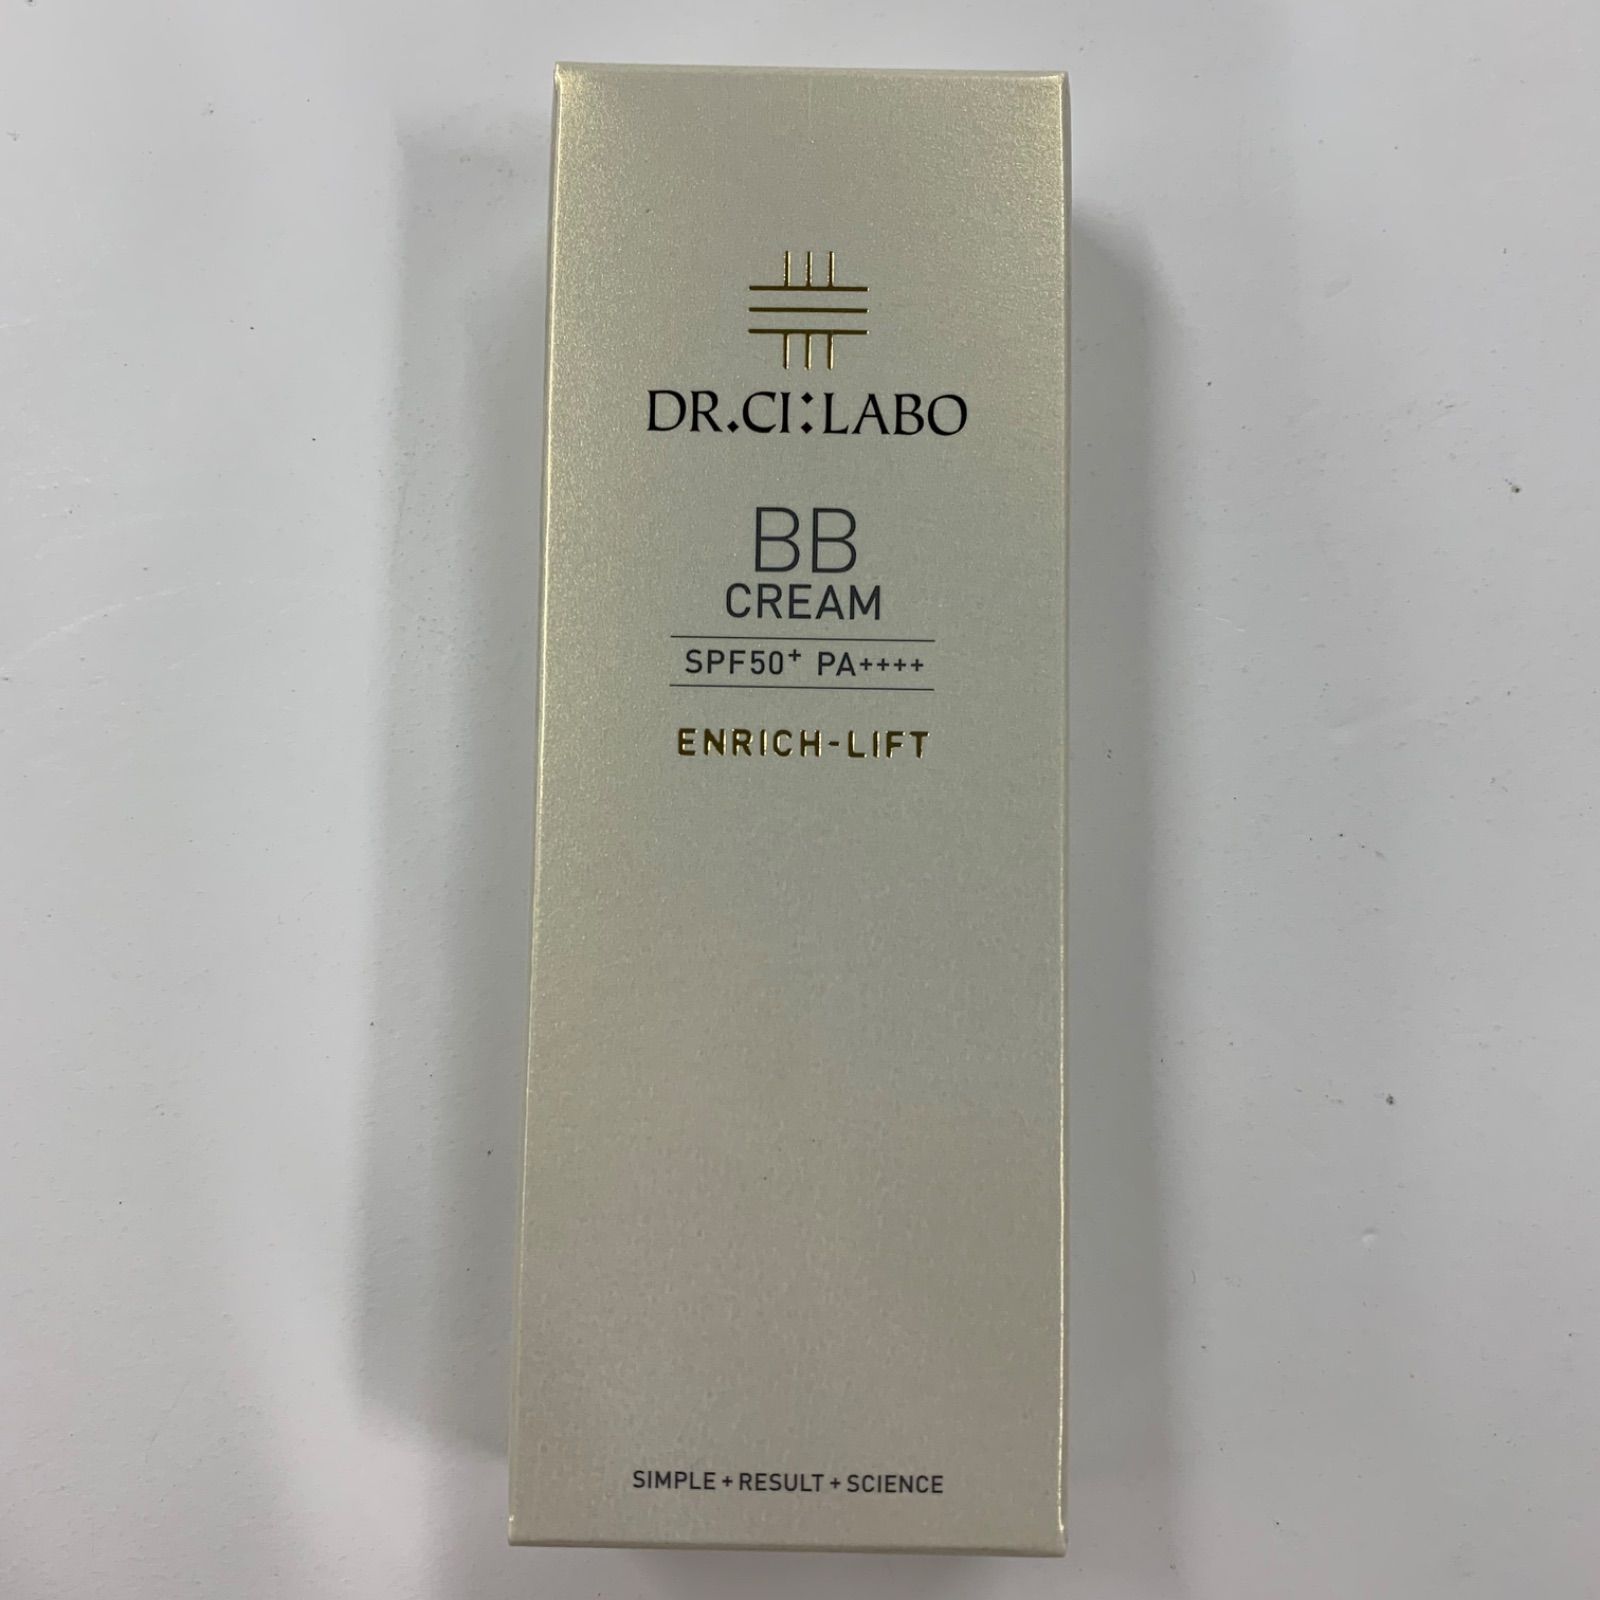 DR.CI:LABO
BB
CREAM
SPF50⁺ PA++++
ENRICH-LIFT
SIMPLE+RESULT+SCIENCE